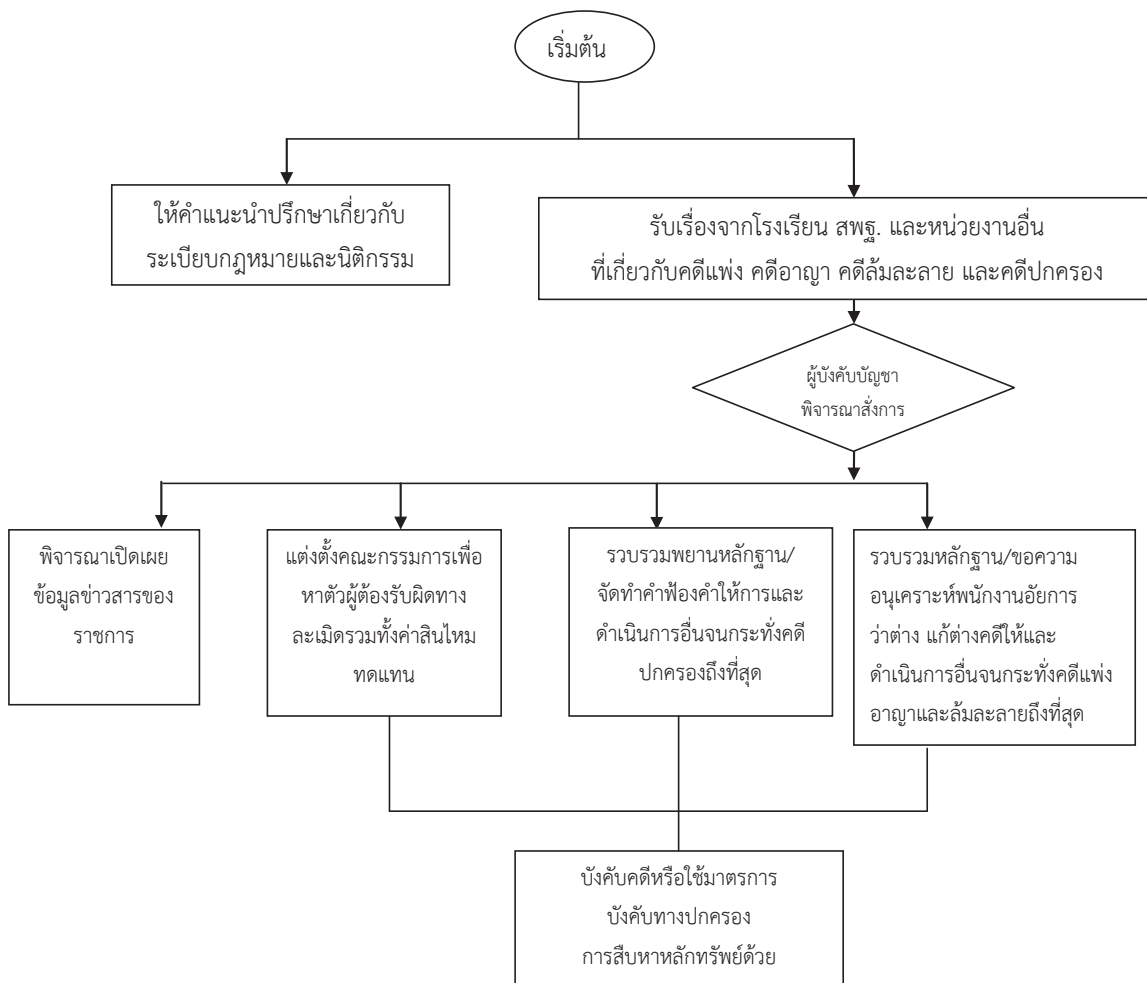 เริ่มต้น
ให้คำแนะนำปรึกษาเกี่ยวกับ
ระเบียบกฎหมายและนิติกรรม
รับเรื่องจากโรงเรียน สพฐ. และหน่วยงานอื่น
ที่เกี่ยวกับคดีแพ่ง คดีอาญา คดีล้มละลาย และคดีปกครอง
ผู้บังคับบัญชา
พิจารณาสั่งการ
พิจารณาเปิดเผย
ข้อมูลข่าวสารของ
ราชการ
แต่งตั้งคณะกรรมการเพื่อ
หาตัวผู้ต้องรับผิดทาง
ละเมิดรวมทั้งค่าสินไหม
ทดแทน
รวบรวมพยานหลักฐาน/
จัดทำคำฟ้องคำให้การและ
ดำเนินการอื่นจนกระทั่งคดี
ปกครองถึงที่สุด
รวบรวมหลักฐาน/ขอความ
อนุเคราะห์พนักงานอัยการ
ว่าต่าง แก้ต่างคดีให้และ
ดำเนินการอื่นจนกระทั่งคดีแพ่ง
อาญาและล้มละลายถึงที่สุด
บังคับคดีหรือใช้มาตรการ
บังคับทางปกครอง
การสืบหาหลักทรัพย์ด้วย